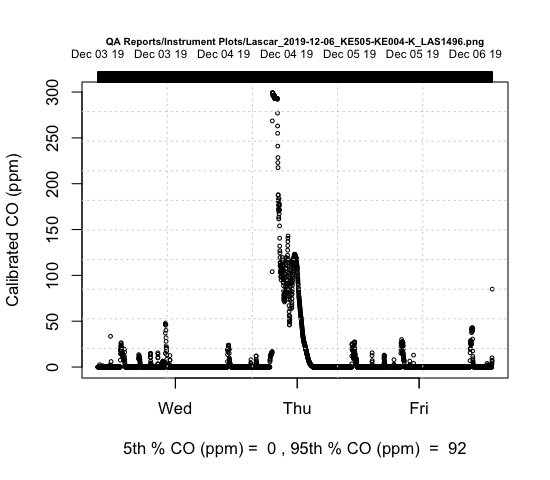 QA Reports/Instrument Plots/Lascar_2019-12-06_KE505-KE004-K_LAS1496.png
Dec 03 19 Dec 03 19 Dec 04 19 Dec 04 19 Dec 05 19 Dec 05 19 Dec 06 19
300
250
200
150
100
50
0
Calibrated CO (ppm)
Wed Thu Fri
5th % CO (ppm) = 0 , 95th % CO (ppm) = 92